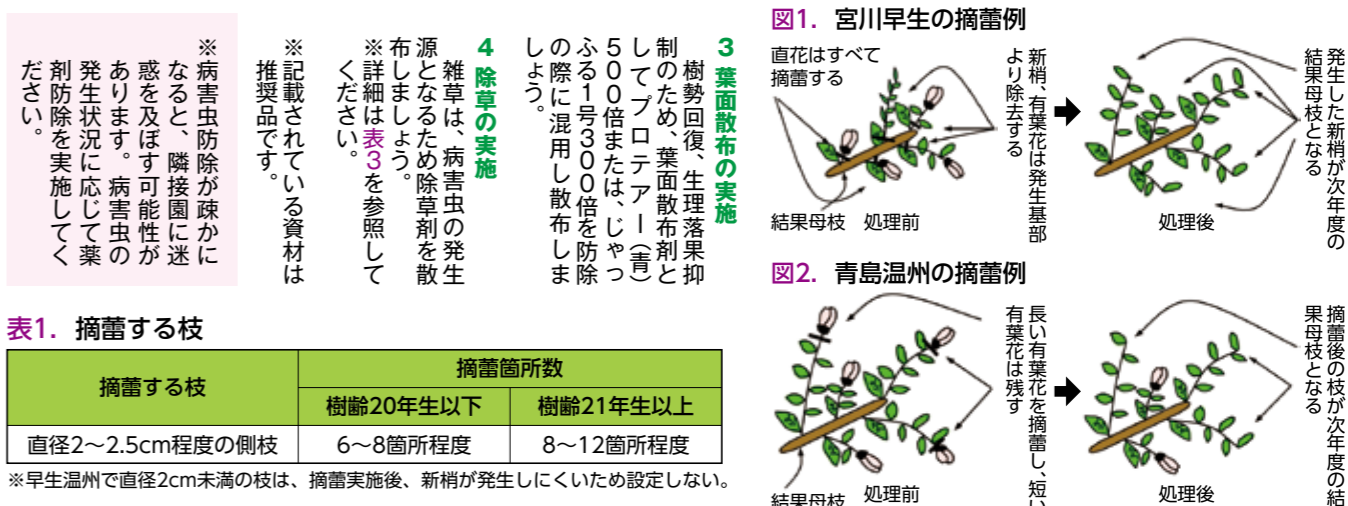 3 葉面散布の実施
樹勢回復、生理落果抑
制のため、葉面散布剤と
してプロテアー(青)
500倍または、じゃっ
ふる1号300倍を防除
の際に混用し散布しま
しょう。
4 除草の実施
雑草は、病害虫の発生
源となるため除草剤を散
布しましょう。
※詳細は表3を参照して
ください。
※記載されている資材は
推奨品です。
※病害虫防除が疎かに
なると、隣接園に迷
惑を及ぼす可能性が
あります。病害虫の
発生状況に応じて薬
剤防除を実施してく
ださい。
表1. 摘蕾する枝
摘蕾する枝
摘蕾箇所数
樹齢20年生以下
樹齢21年生以上
直径2〜2.5cm程度の側枝
6〜8箇所程度
8〜12箇所程度
※早生温州で直径2cm未満の枝は、摘蕾実施後、新梢が発生しにくいため設定しない。
図1. 宮川早生の摘蕾例
直花はすべて
摘蕾する
新梢、有葉花は発生基部
より除去する
結果母枝
処理前
発生した新梢が次年度の
結果母枝となる
処理後
図2. 青島温州の摘蕾例
長い有葉花を摘蕾し、短い
有葉花は残す
結果母枝
処理前
摘蕾後の枝が次年度の結
果母枝となる
処理後